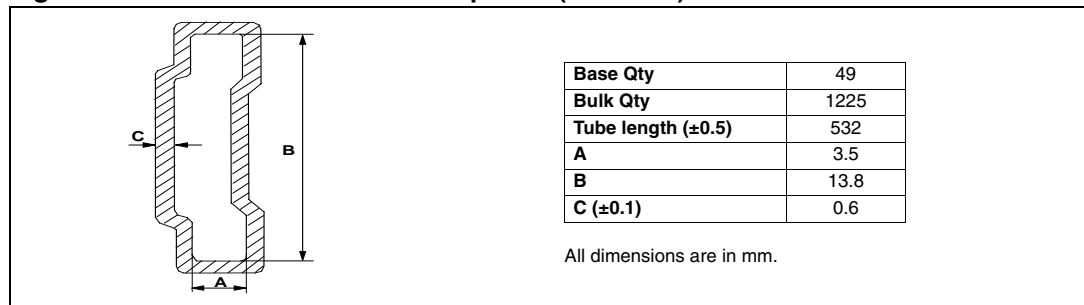 C
B
A
Base Qty 49
Bulk Qty 1225
Tube length (±0.5) 532
A 3.5
B 13.8
C (±0.1) 0.6
All dimensions are in mm.